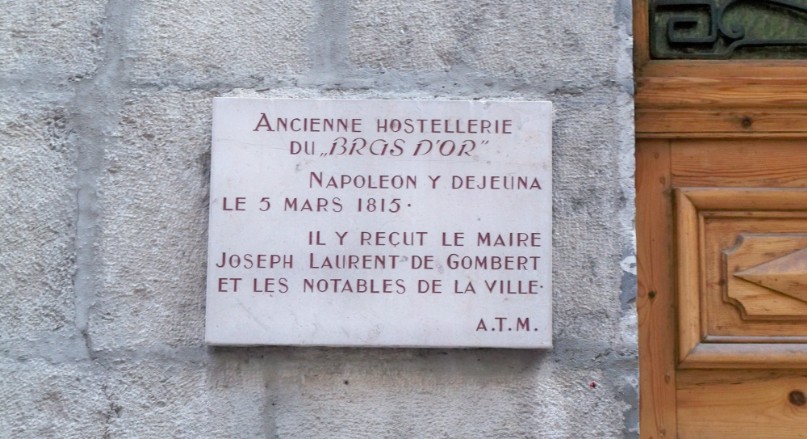 ANCIENNE HOSTELLERIE
DU „BRAS D'OR"
NAPOLEON Y DEJEUNA
LE 5 MARS 1815.
IL Y REÇUT LE MAIRE
JOSEPH LAURENT DE GOMBERT
ET LES NOTABLES DE LA VILLE.
A.T.M.